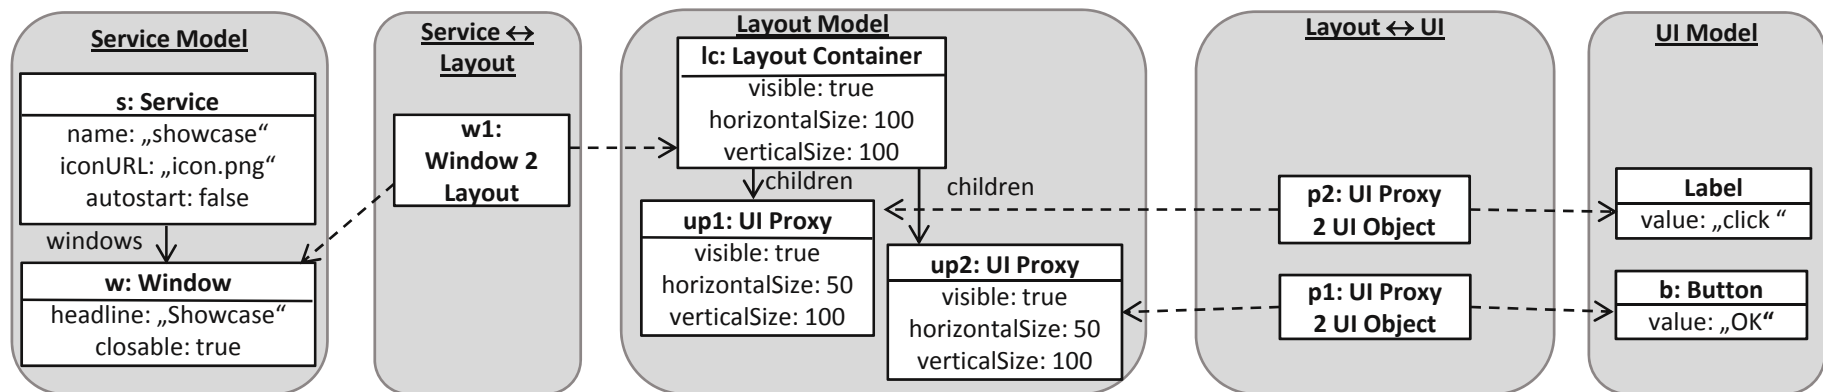 Service Model
s: Service
name: „showcase“
iconURL: „icon.png“
autostart: false
windows
w: Window
headline: „Showcase“
closable: true
Service ↔
Layout
w1:
Window 2
Layout
Layout Model
lc: Layout Container
visible: true
horizontalSize: 100
verticalSize: 100
children
children
up1: UI Proxy
visible: true
horizontalSize: 50
verticalSize: 100
up2: UI Proxy
visible: true
horizontalSize: 50
verticalSize: 100
Layout ↔ UI
p2: UI Proxy
2 UI Object
p1: UI Proxy
2 UI Object
UI Model
Label
value: „click “
b: Button
value: „OK“